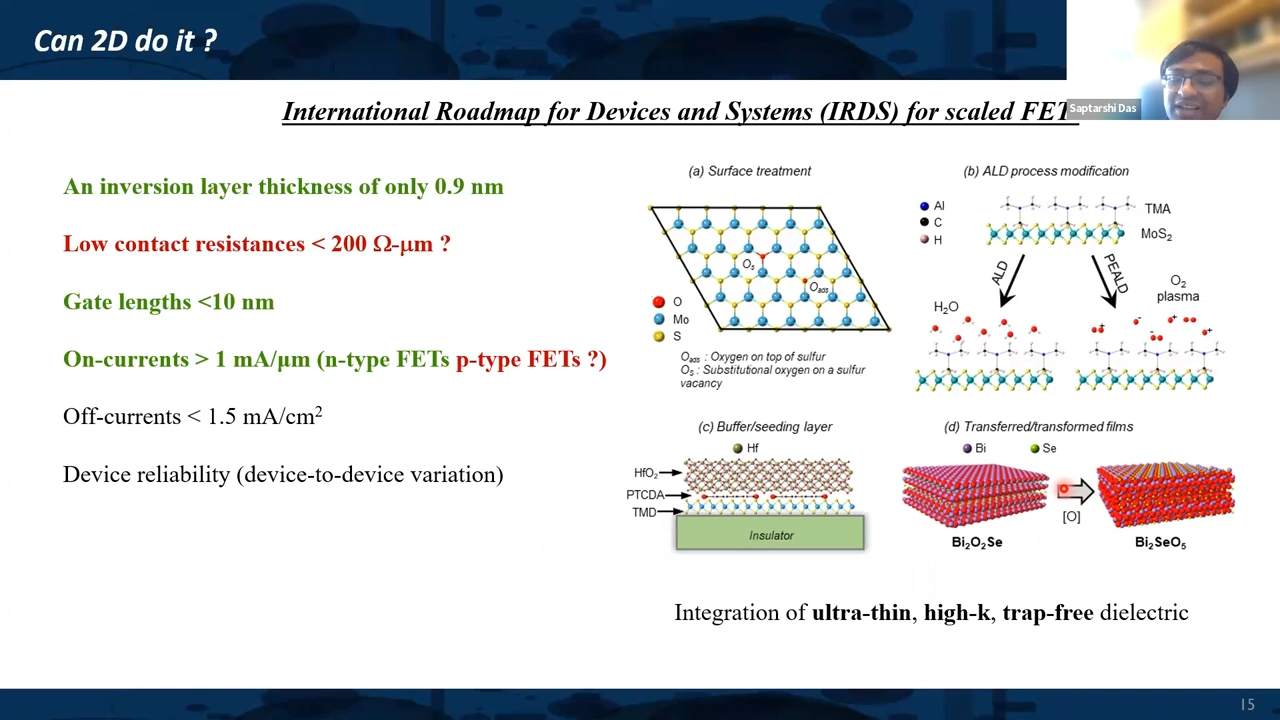 Can 2D do it ?
Saptarshi Das
International Roadmap for Devices and Systems (IRDS) for scaled FET
An inversion layer thickness of only 0.9 nm
Low contact resistances < 200 Ω-μm ?
Gate lengths <10 nm
On-currents > 1 mA/μm (n-type FETs p-type FETs ?)
Off-currents < 1.5 mA/cm²
Device reliability (device-to-device variation)
(a) Surface treatment
O_s
O_ads
O
Mo
S
O_ads : Oxygen on top of sulfur
O_S : Substitutional oxygen on a sulfur
vacancy
(b) ALD process modification
Al
C
H
TMA
MoS₂
ALD
PEALD
H₂O
O₂
plasma
(c) Buffer/seeding layer
Hf
HfO₂
PTCDA
TMD
Insulator
(d) Transferred/transformed films
Bi
Se
[O]
Bi₂O₂Se
Bi₂SeO₅
Integration of ultra-thin, high-k, trap-free dielectric
15